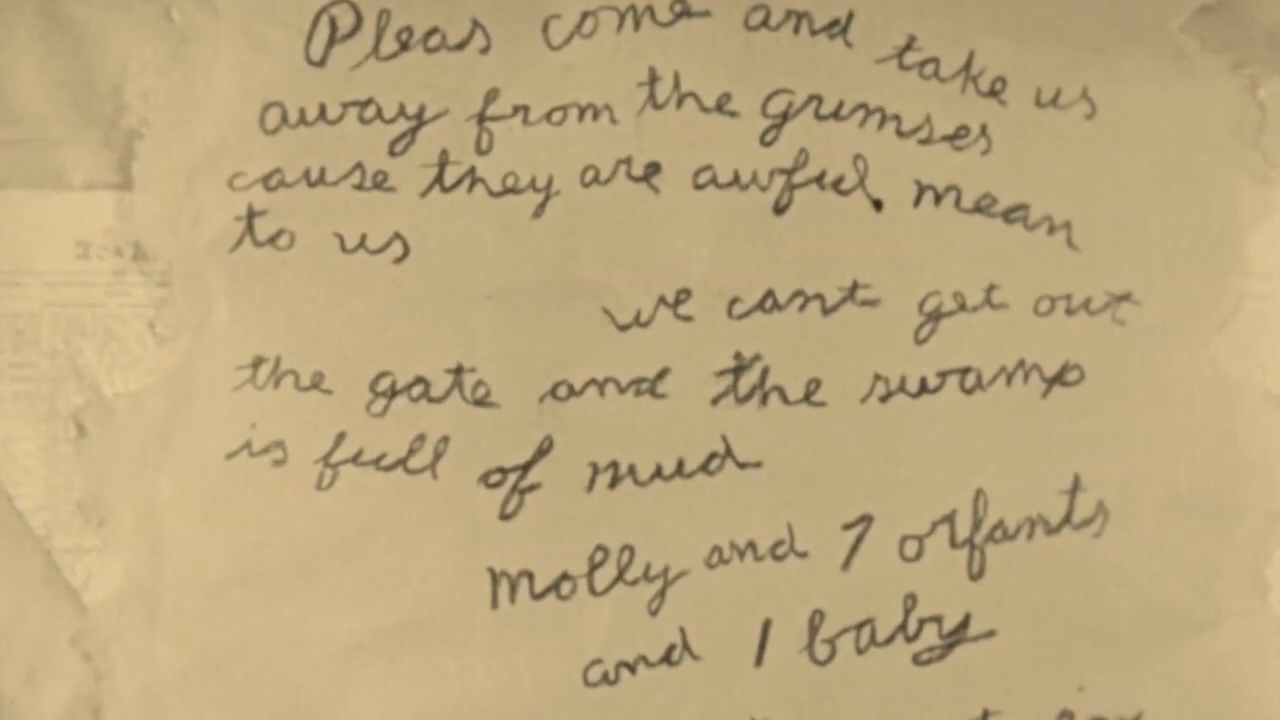 Pleas come and take us
away from the grimses
cause they are awful mean
to us
we cant get out
the gate and the swamp
is full of mud
Molly and 7 orfants
and 1 baby